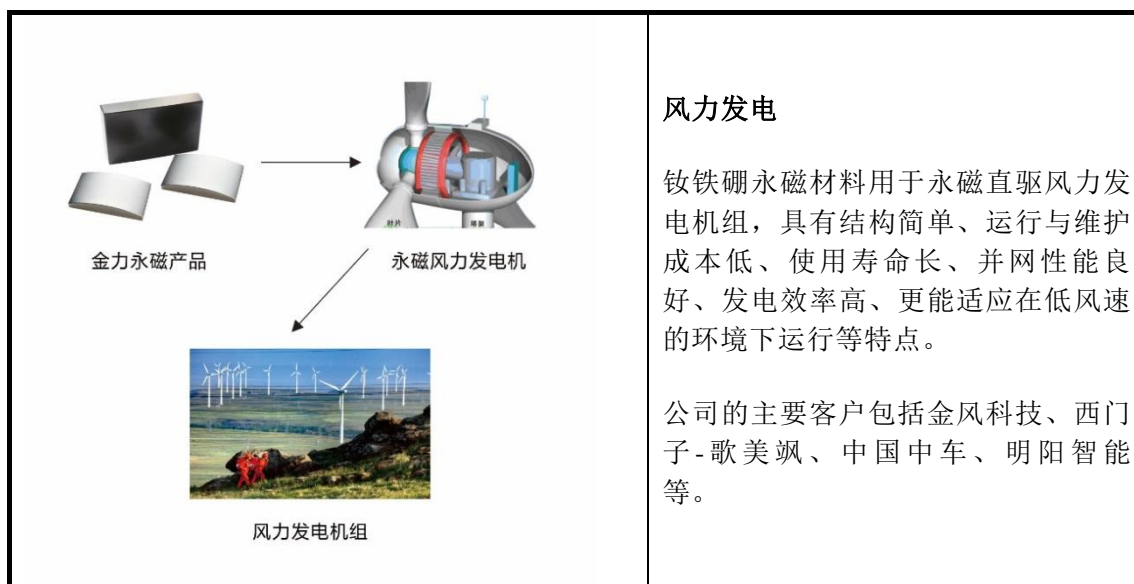 金力永磁产品
永磁风力发电机
叶片
风力发电机组
风力发电
钕铁硼永磁材料用于永磁直驱风力发
电机组，具有结构简单、运行与维护
成本低、使用寿命长、并网性能良
好、发电效率高、更能适应在低风速
的环境下运行等特点。
公司的主要客户包括金风科技、西门
子-歌美飒、中国中车、明阳智能
等。